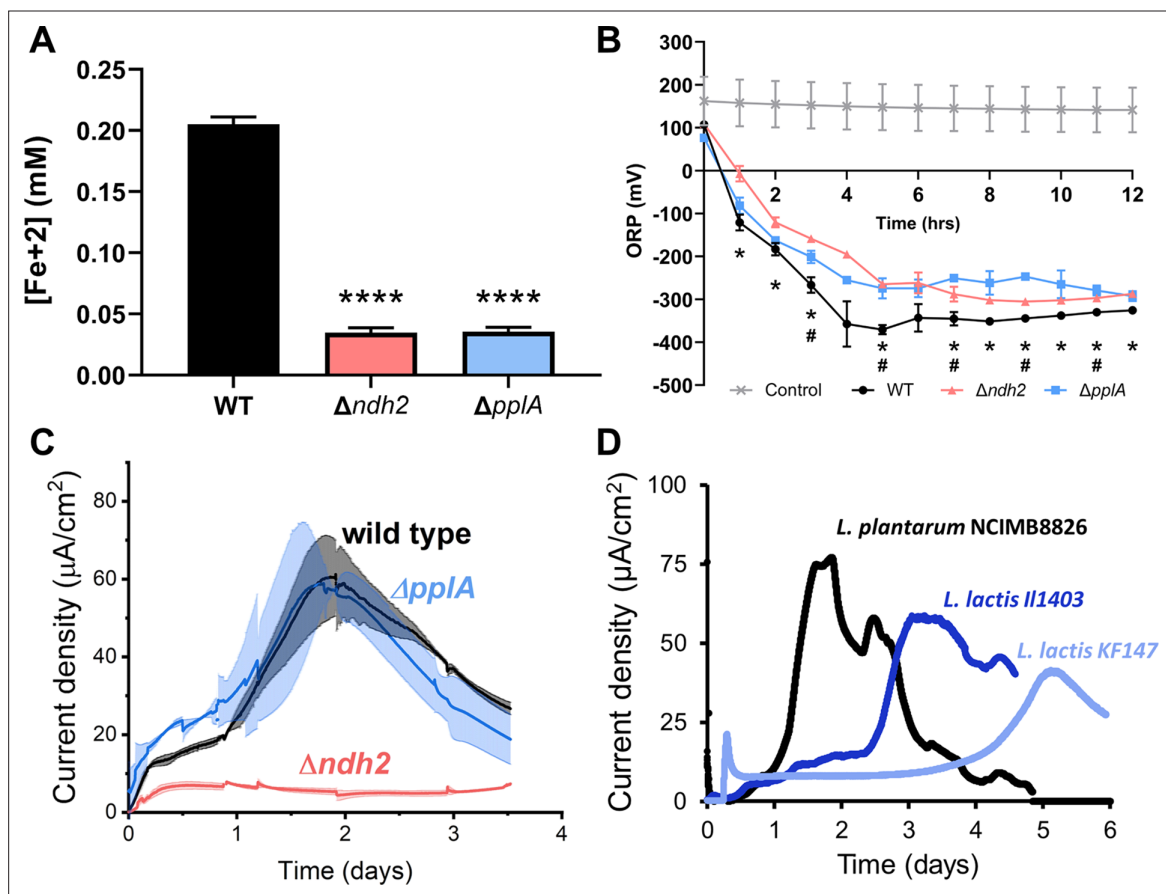 A
[Fe+2] (mM)
0.25
0.20
0.15
0.10
0.05
0.00
****
****
WT
Δndh2
ΔpplA
B
ORP (mV)
200
100
0
-100
-200
-300
-400
-500
2
4
6
8
10
12
Time (hrs)
*
*
*
#
*
#
*
#
*
*
#
*
*
#
*
Control
WT
Δndh2
ΔpplA
C
Current density (µA/cm²)
80
60
40
20
0
wild type
ΔpplA
Δndh2
0
1
2
3
4
Time (days)
D
Current density (µA/cm²)
100
75
50
25
0
L. plantarum NCIMB8826
L. lactis Il1403
L. lactis KF147
0
1
2
3
4
5
6
Time (days)